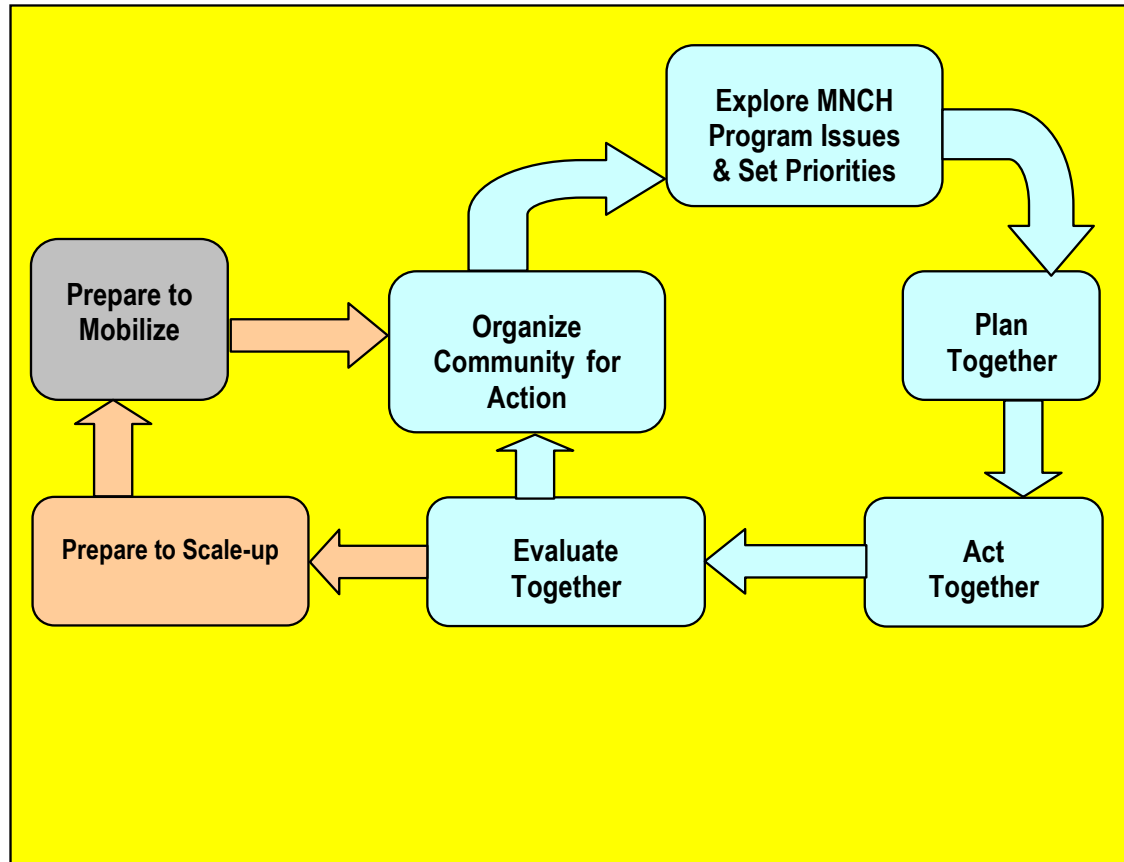 Explore MNCH
Program Issues
& Set Priorities
Prepare to
Mobilize
Organize
Community for
Action
Plan
Together
Prepare to Scale-up
Evaluate
Together
Act
Together